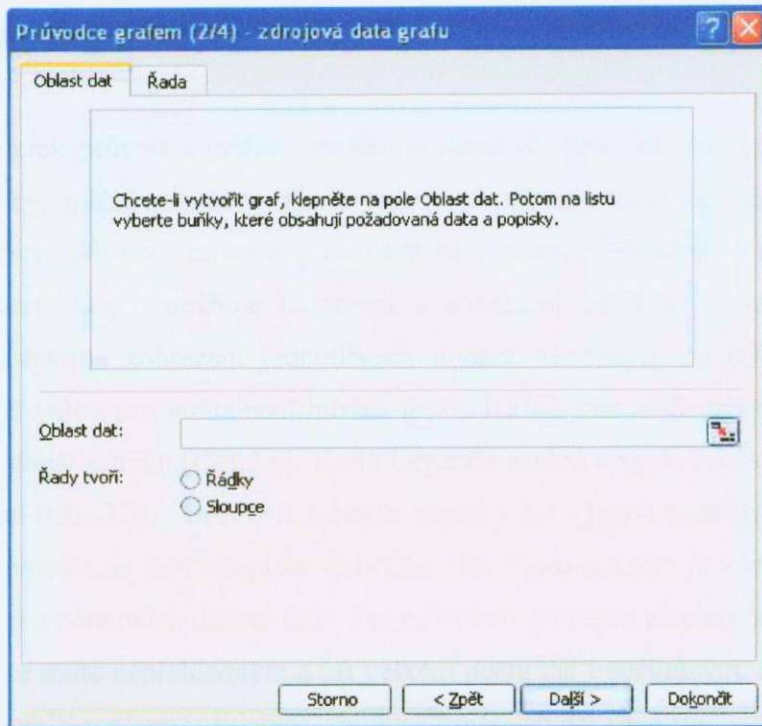 Průvodce grafem (2/4) - zdrojová data grafu
Oblast dat Řada
Chcete-li vytvořit graf, klepněte na pole Oblast dat. Potom na listu
vyberte buňky, které obsahují požadovaná data a popisky.
Oblast dat:
Řady tvoří: Řádky
Sloupce
Storno < Zpět Další > Dokončit